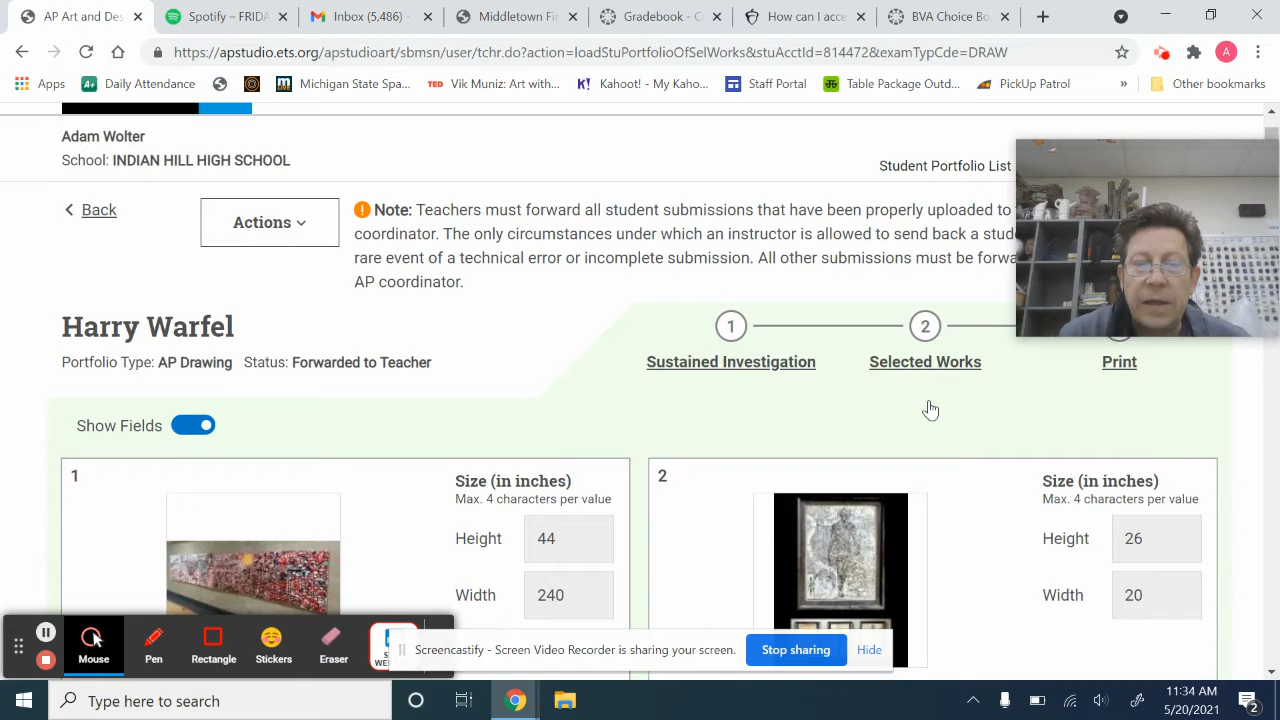 AP Art and Des
Spotify – FRIDA
Inbox (5,486)
Middletown Fi
Gradebook - C
How can I acce
BVA Choice Bo
https://apstudio.ets.org/apstudioart/sbmsn/user/tchr.do?action=loadStuPortfolioOfSelWorks&stuAcctId=814472&examTypCde=DRAW
A
Apps
A+ Daily Attendance
Michigan State Spa...
TED Vik Muniz: Art with...
K! Kahoot! - My Kaho...
Staff Portal
Table Package Outd...
PickUp Patrol
»
Other bookmarks
Adam Wolter
School: INDIAN HILL HIGH SCHOOL
Student Portfolio List
Back
Actions
Note: Teachers must forward all student submissions that have been properly uploaded to
coordinator. The only circumstances under which an instructor is allowed to send back a stud
rare event of a technical error or incomplete submission. All other submissions must be forwa
AP coordinator.
Harry Warfel
Portfolio Type: AP Drawing Status: Forwarded to Teacher
1
2
Sustained Investigation
Selected Works
Print
Show Fields
1
Size (in inches)
Max. 4 characters per value
Height 44
Width 240
2
Size (in inches)
Max. 4 characters per value
Height 26
Width 20
Mouse
Pen
Rectangle
Stickers
Eraser
Screencastify - Screen Video Recorder is sharing your screen.
Stop sharing
Hide
Type here to search
11:34 AM
5/20/2021
2